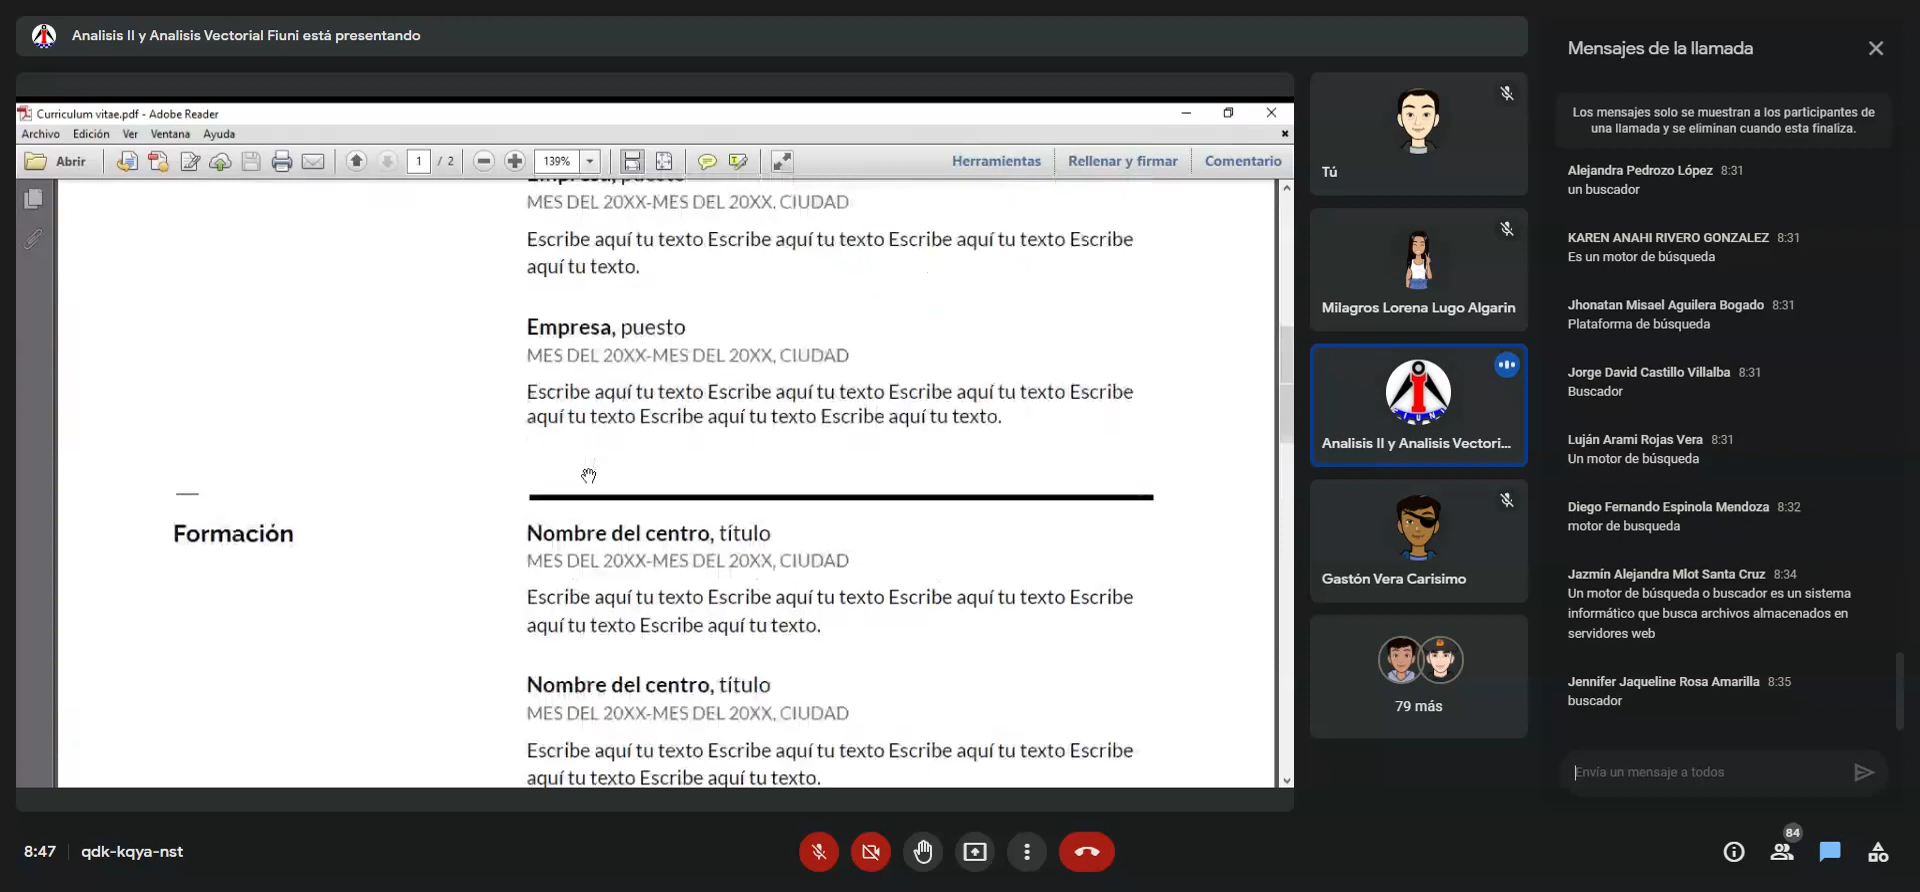 Analisis II y Analisis Vectorial Fiuni está presentando
Curriculum vitae.pdf - Adobe Reader
Archivo Edición Ver Ventana Ayuda
Abrir 1 / 2 139% Herramientas Rellenar y firmar Comentario
Empresa, puesto
MES DEL 20XX-MES DEL 20XX, CIUDAD
Escribe aquí tu texto Escribe aquí tu texto Escribe aquí tu texto Escribe
aquí tu texto.
Empresa, puesto
MES DEL 20XX-MES DEL 20XX, CIUDAD
Escribe aquí tu texto Escribe aquí tu texto Escribe aquí tu texto Escribe
aquí tu texto Escribe aquí tu texto Escribe aquí tu texto.
Formación
Nombre del centro, título
MES DEL 20XX-MES DEL 20XX, CIUDAD
Escribe aquí tu texto Escribe aquí tu texto Escribe aquí tu texto Escribe
aquí tu texto Escribe aquí tu texto.
Nombre del centro, título
MES DEL 20XX-MES DEL 20XX, CIUDAD
Escribe aquí tu texto Escribe aquí tu texto Escribe aquí tu texto Escribe
aquí tu texto Escribe aquí tu texto.
Tú
Milagros Lorena Lugo Algarin
FIUNI
Analisis II y Analisis Vectori...
Gastón Vera Carisimo
79 más
Mensajes de la llamada
Los mensajes solo se muestran a los participantes de
una llamada y se eliminan cuando esta finaliza.
Alejandra Pedrozo López 8:31
un buscador
KAREN ANAHI RIVERO GONZALEZ 8:31
Es un motor de búsqueda
Jhonatan Misael Aguilera Bogado 8:31
Plataforma de búsqueda
Jorge David Castillo Villalba 8:31
Buscador
Luján Arami Rojas Vera 8:31
Un motor de búsqueda
Diego Fernando Espinola Mendoza 8:32
motor de busqueda
Jazmín Alejandra Mlot Santa Cruz 8:34
Un motor de búsqueda o buscador es un sistema
informático que busca archivos almacenados en
servidores web
Jennifer Jaqueline Rosa Amarilla 8:35
buscador
Envía un mensaje a todos
8:47 qdk-kqya-nst
84